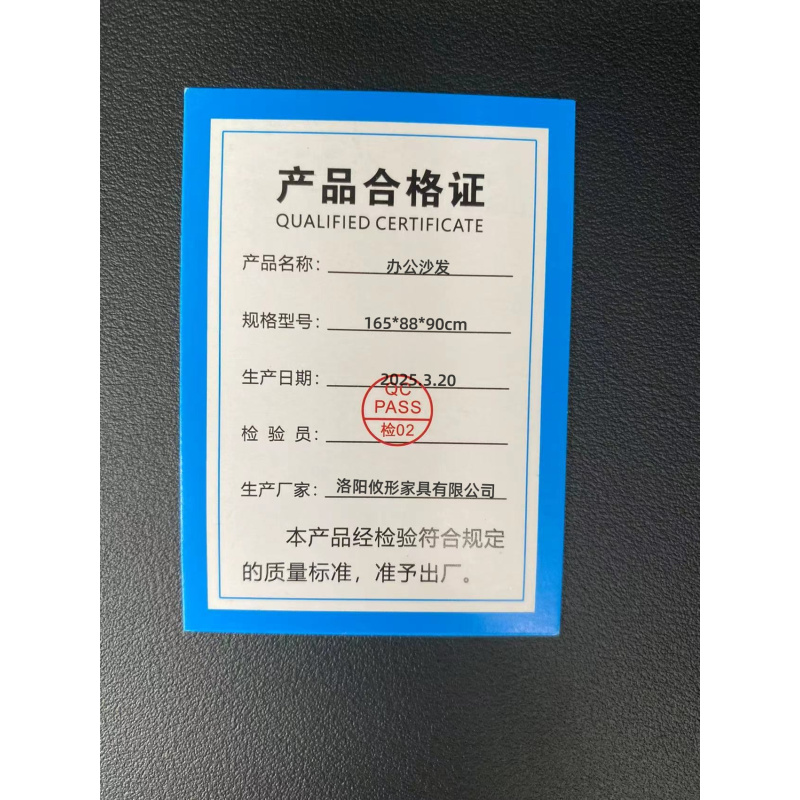 产品合格证
QUALIFIED CERTIFICATE
产品名称：办公沙发
规格型号：165*88*90cm
生产日期：2025.3.20
QC
PASS
检验员：
检02
生产厂家：洛阳攸形家具有限公司
本产品经检验符合规定
的质量标准，准予出厂。